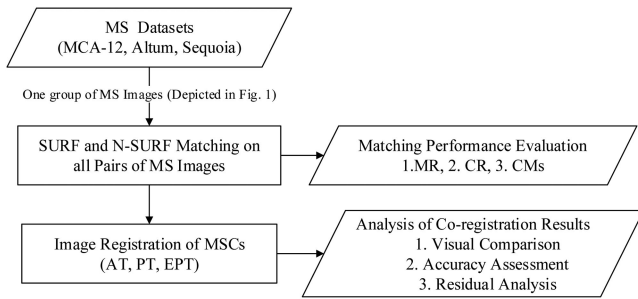 MS Datasets
(MCA-12, Altum, Sequoia)
One group of MS Images (Depicted in Fig. 1)
SURF and N-SURF Matching on
all Pairs of MS Images
Matching Performance Evaluation
1.MR, 2. CR, 3. CMs
Image Registration of MSCs
(AT, PT, EPT)
Analysis of Co-registration Results
1. Visual Comparison
2. Accuracy Assessment
3. Residual Analysis